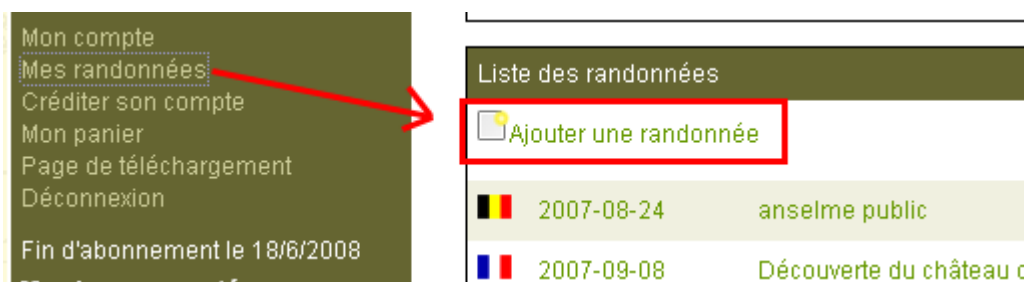 Mon compte
Mes randonnées
Créditer son compte
Mon panier
Page de téléchargement
Déconnexion
Fin d'abonnement le 18/6/2008
Liste des randonnées
Ajouter une randonnée
2007-08-24 anselme public
2007-09-08 Découverte du château